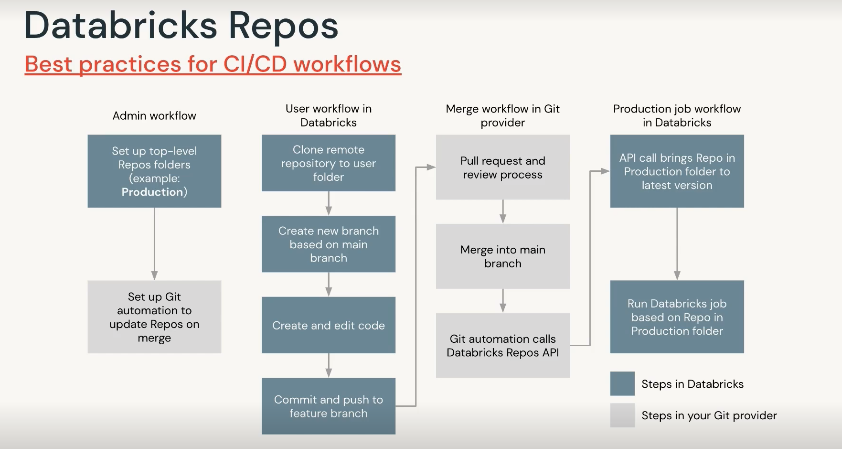 Databricks Repos
Best practices for CI/CD workflows
Admin workflow
Set up top-level
Repos folders
(example:
Production)
Set up Git
automation to
update Repos on
merge
User workflow in
Databricks
Clone remote
repository to user
folder
Create new branch
based on main
branch
Create and edit code
Commit and push to
feature branch
Merge workflow in Git
provider
Pull request and
review process
Merge into main
branch
Git automation calls
Databricks Repos API
Production job workflow
in Databricks
API call brings Repo in
Production folder to
latest version
Run Databricks job
based on Repo in
Production folder
Steps in Databricks
Steps in your Git provider